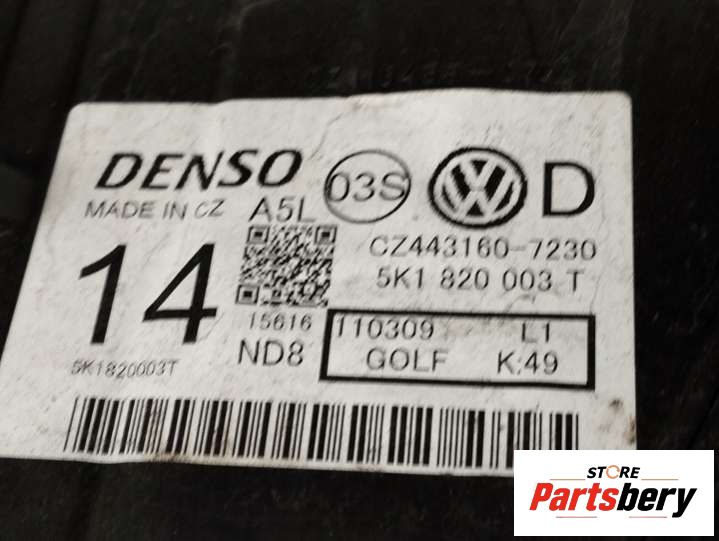 DENSO 03S D
MADE IN CZ A5L
14
CZ443160-7230
5K1 820 003 T
15616
ND8
110309 L1
GOLF K:49
5K1820003T
STORE
Partsbery